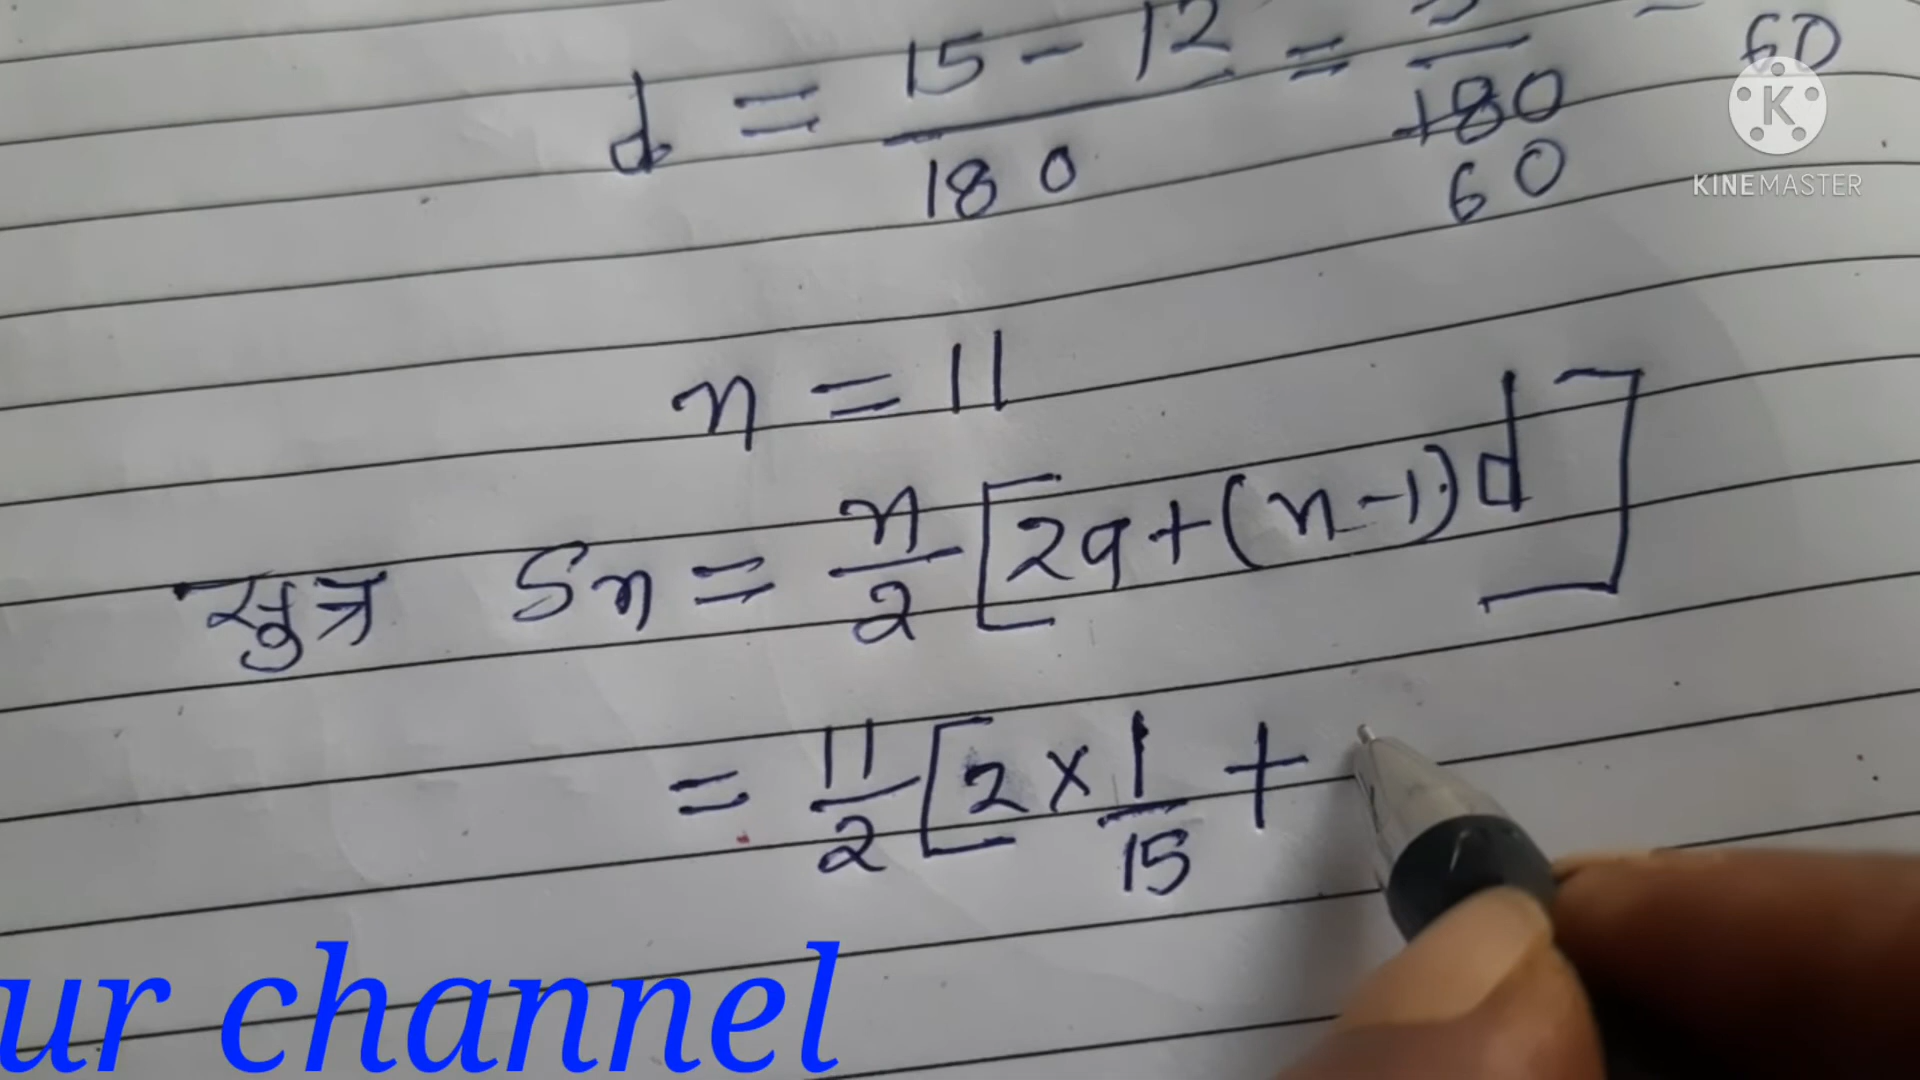 d = 15 - 12 / 180 = 3 / 180 60
60
KINEMASTER
n = 11
सुत्र Sn = n/2 [2a + (n-1)d]
= 11/2 [2 × 1/15 +
ur channel